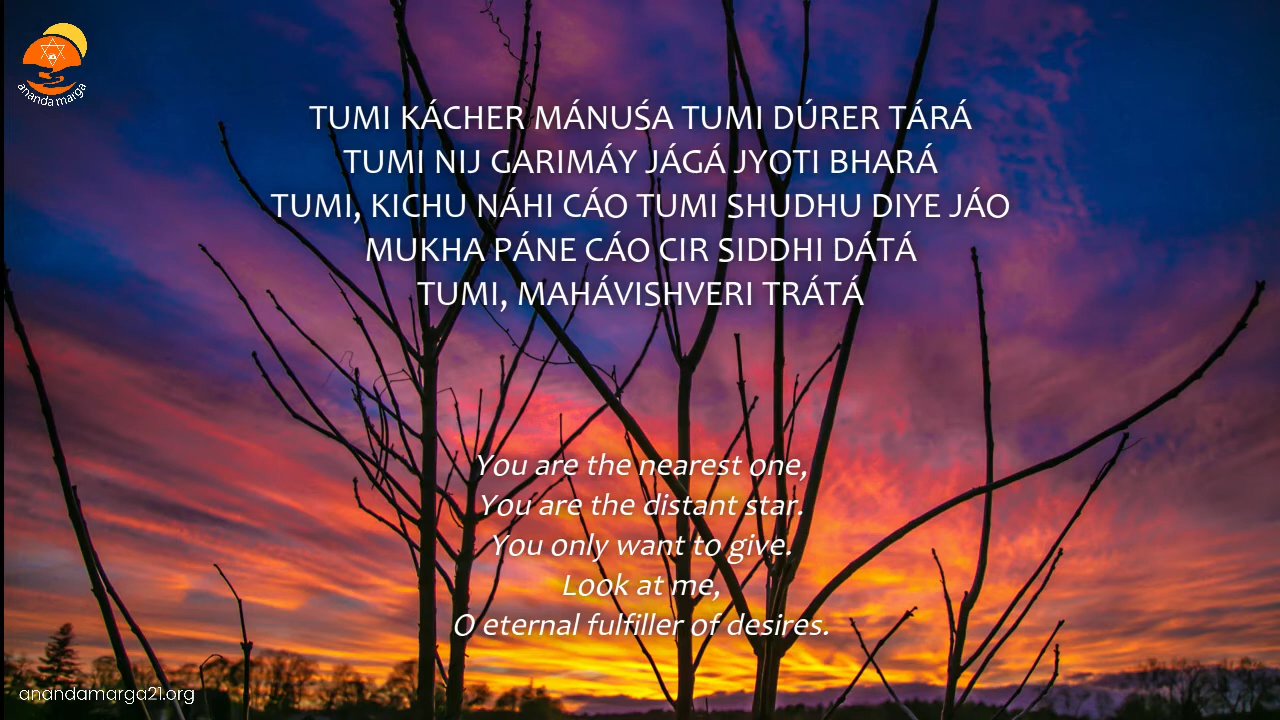 ananda marga
TUMI KÁCHER MÁNUŚA TUMI DÚRER TÁRÁ
TUMI NIJ GARIMÁY JÁGÁ JYOTI BHARÁ
TUMI, KICHU NÁHI CÁO TUMI SHUDHU DIYE JÁO
MUKHA PÁNE CÁO CIR SIDDHI DÁTÁ
TUMI, MAHÁVISHVERI TRÁTÁ
You are the nearest one,
You are the distant star.
You only want to give.
Look at me,
O eternal fulfiller of desires.
anandamarga21.org